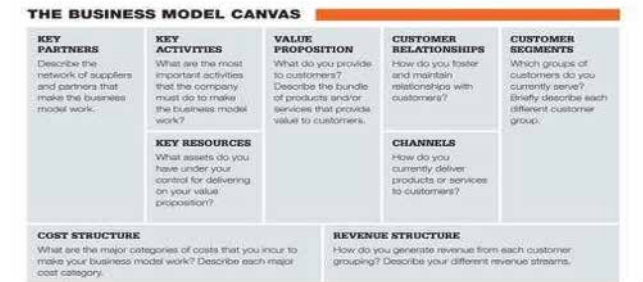 THE BUSINESS MODEL CANVAS
KEY
PARTNERS
Describe the
network of suppliers
and partners that
make the business
model work.
KEY
ACTIVITIES
What are the most
important activities
that the company
must do to make
the business model
work?
KEY RESOURCES
What assets do you
have under your
control for delivering
on your value
proposition?
VALUE
PROPOSITION
What do you provide
to customers?
Describe the bundle
of products and/or
services that provide
value to customers.
CUSTOMER
RELATIONSHIPS
How do you foster
and maintain
relationships with
customers?
CHANNELS
How do you
currently deliver
products or services
to customers?
CUSTOMER
SEGMENTS
Which groups of
customers do you
currently serve?
Briefly describe each
different customer
group.
COST STRUCTURE
What are the major categories of costs that you incur to
make your business model work? Describe each major
cost category.
REVENUE STRUCTURE
How do you generate revenue from each customer
grouping? Describe your different revenue streams.